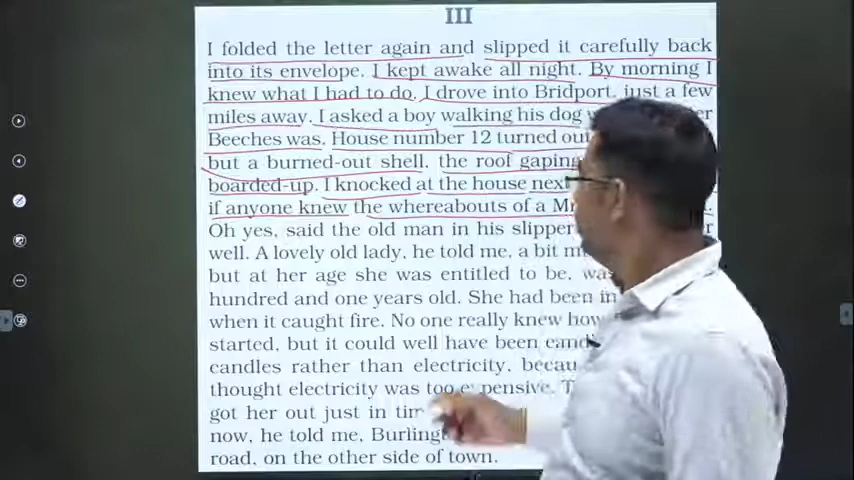 III
I folded the letter again and slipped it carefully back
into its envelope. I kept awake all night. By morning I
knew what I had to do. I drove into Bridport, just a few
miles away. I asked a boy walking his dog
Beeches was. House number 12 turned out
but a burned-out shell, the roof gaping
boarded-up. I knocked at the house next
if anyone knew the whereabouts of a
Oh yes, said the old man in his slippers
well. A lovely old lady, he told me, a bit
but at her age she was entitled to be,
hundred and one years old. She had been in
when it caught fire. No one really knew how
started, but it could well have been
candles rather than electricity,
thought electricity was too expensive.
got her out just in
now, he told me,
road, on the other side of town.